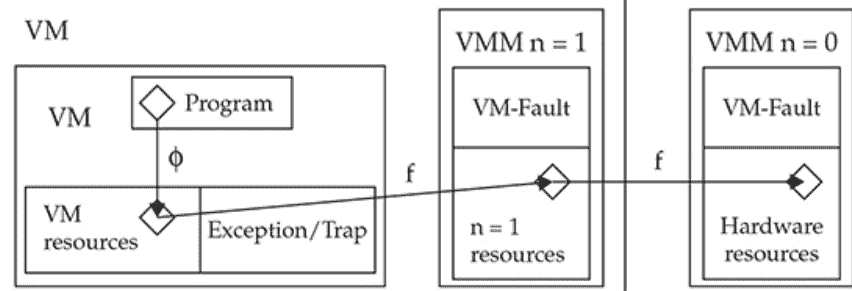 VM
VMM n = 1
VMM n = 0
VM
Program
VM-Fault
VM-Fault
ϕ
f
f
VM
resources
Exception/Trap
n = 1
resources
Hardware
resources